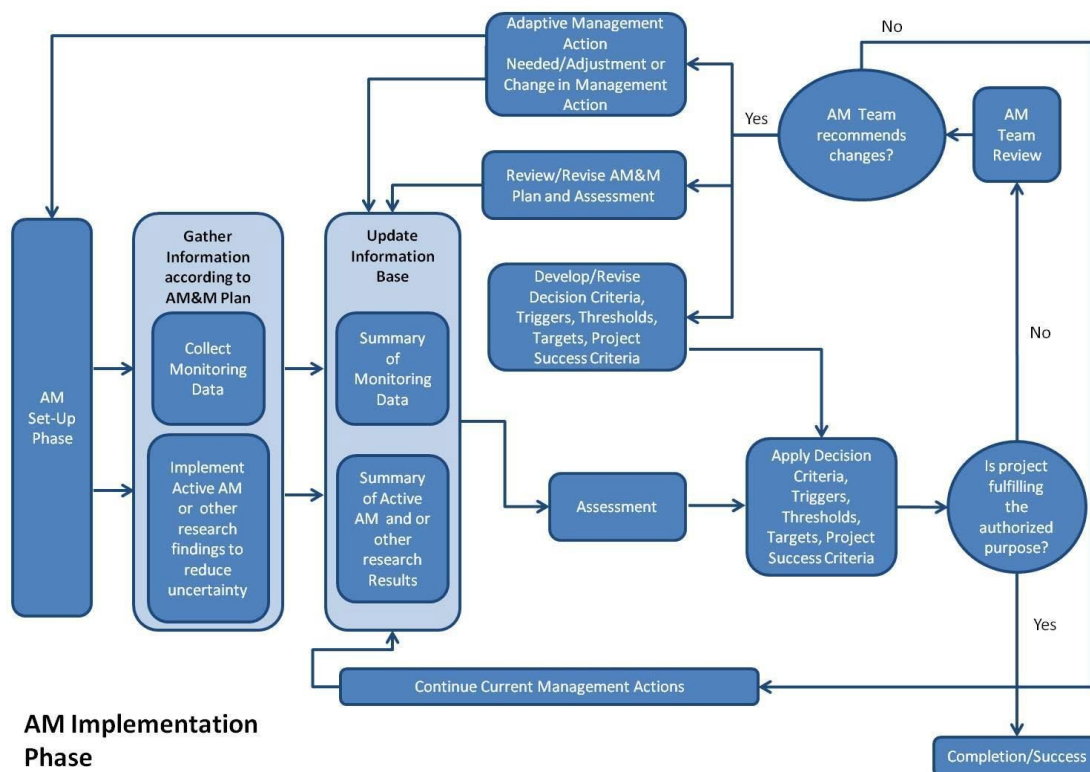 Adaptive Management
Action
Needed/Adjustment or
Change in Management
Action
No
AM Team
recommends
changes?
AM
Team
Review
Yes
Review/Revise AM&M
Plan and Assessment
Gather
Information
according to
AM&M Plan
Update
Information
Base
Develop/Revise
Decision Criteria,
Triggers, Thresholds,
Targets, Project
Success Criteria
No
AM
Set-Up
Phase
Collect
Monitoring
Data
Summary
of
Monitoring
Data
Implement
Active AM
or other
research
findings to
reduce
uncertainty
Summary
of Active
AM and or
other
research
Results
Assessment
Apply Decision
Criteria,
Triggers,
Thresholds,
Targets, Project
Success Criteria
Is project
fulfilling
the
authorized
purpose?
Yes
Continue Current Management Actions
AM Implementation
Phase
Completion/Success